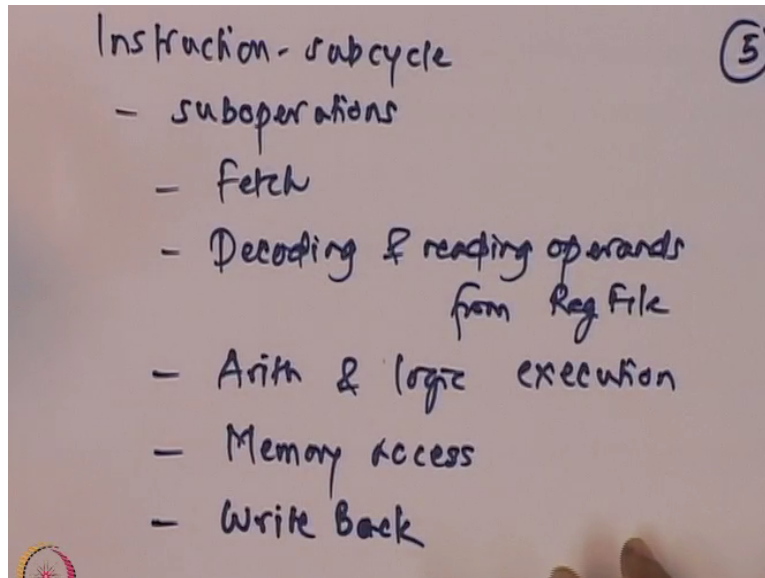 Instruction-subcycle
5
- suboperations
- Fetch
- Decoding & reading operands
from Reg File
- Arith & logic execution
- Memory access
- Write Back